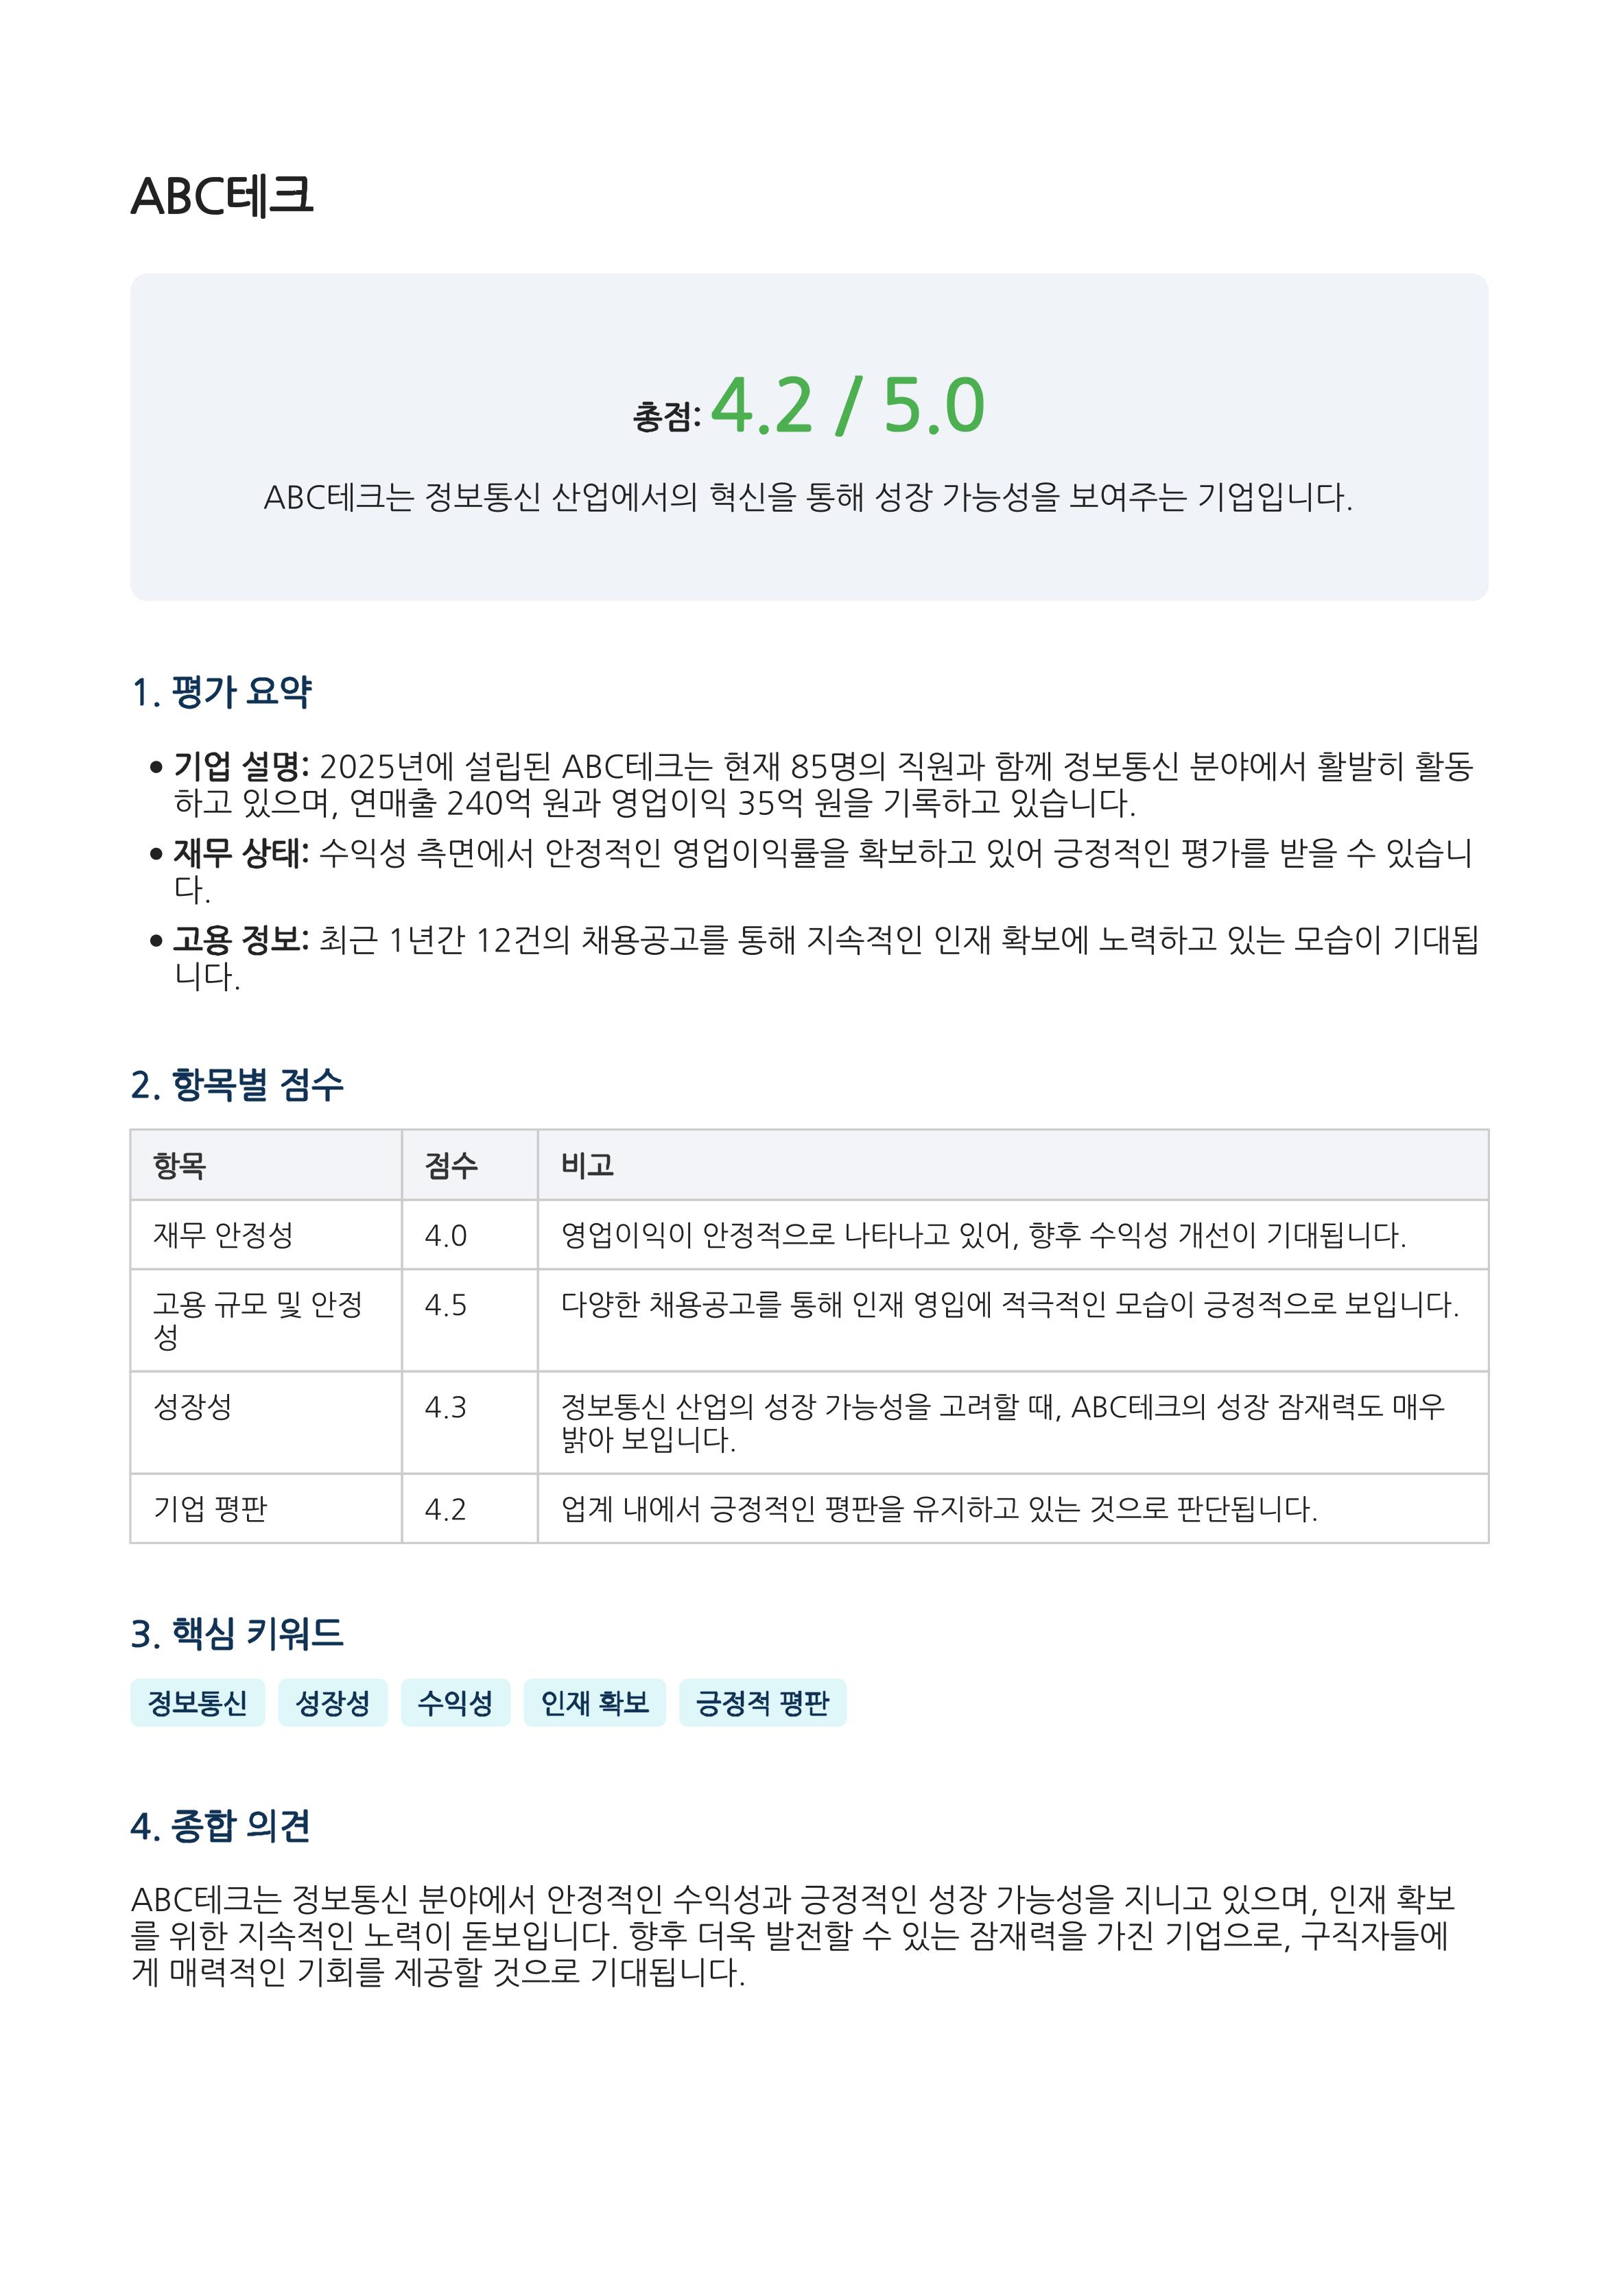 ABC테크
총점: 4.2 / 5.0
ABC테크는 정보통신 산업에서의 혁신을 통해 성장 가능성을 보여주는 기업입니다.
1. 평가 요약
• 기업 설명: 2025년에 설립된 ABC테크는 현재 85명의 직원과 함께 정보통신 분야에서 활발히 활동
하고 있으며, 연매출 240억 원과 영업이익 35억 원을 기록하고 있습니다.
• 재무 상태: 수익성 측면에서 안정적인 영업이익률을 확보하고 있어 긍정적인 평가를 받을 수 있습니
다.
• 고용 정보: 최근 1년간 12건의 채용공고를 통해 지속적인 인재 확보에 노력하고 있는 모습이 기대됩
니다.
2. 항목별 점수
항목 점수 비고
재무 안정성 4.0 영업이익이 안정적으로 나타나고 있어, 향후 수익성 개선이 기대됩니다.
고용 규모 및 안정 4.5 다양한 채용공고를 통해 인재 영입에 적극적인 모습이 긍정적으로 보입니다.
성
성장성 4.3 정보통신 산업의 성장 가능성을 고려할 때, ABC테크의 성장 잠재력도 매우
밝아 보입니다.
기업 평판 4.2 업계 내에서 긍정적인 평판을 유지하고 있는 것으로 판단됩니다.
3. 핵심 키워드
정보통신 성장성 수익성 인재 확보 긍정적 평판
4. 종합 의견
ABC테크는 정보통신 분야에서 안정적인 수익성과 긍정적인 성장 가능성을 지니고 있으며, 인재 확보
를 위한 지속적인 노력이 돋보입니다. 향후 더욱 발전할 수 있는 잠재력을 가진 기업으로, 구직자들에
게 매력적인 기회를 제공할 것으로 기대됩니다.